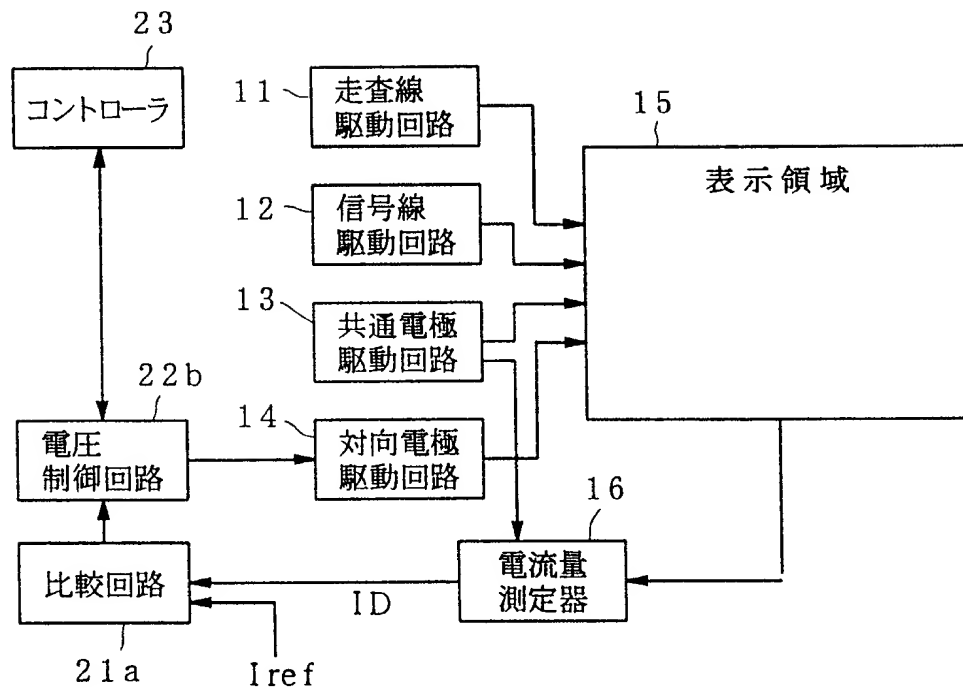 23
コントローラ
11
走査線
駆動回路
15
表示領域
12
信号線
駆動回路
13
共通電極
駆動回路
22b
電圧
制御回路
14
対向電極
駆動回路
16
電流量
測定器
比較回路
ID
21a
Iref